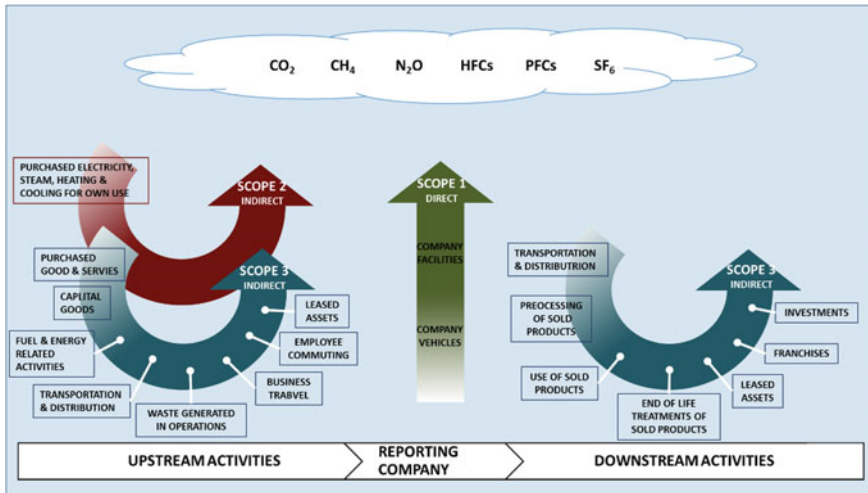 CO₂ CH₄ N₂O HFCs PFCs SF₆
PURCHASED ELECTRICITY,
STEAM, HEATING &
COOLING FOR OWN USE
SCOPE 2
INDIRECT
PURCHASED
GOOD & SERVIES
CAPLITAL
GOODS
FUEL & ENERGY
RELATED
ACTIVITIES
TRANSPORTATION
& DISTRIBUTION
WASTE GENERATED
IN OPERATIONS
BUSINESS
TRABVEL
EMPLOYEE
COMMUTING
LEASED
ASSETS
SCOPE 3
INDIRECT
SCOPE 1
DIRECT
COMPANY
FACILITIES
COMPANY
VEHICLES
TRANSPORTATION
& DISTRIBUTRION
PREOCESSING
OF SOLD
PRODUCTS
USE OF SOLD
PRODUCTS
END OF LIFE
TREATMENTS OF
SOLD PRODUCTS
LEASED
ASSETS
FRANCHISES
INVESTMENTS
SCOPE 3
INDIRECT
UPSTREAM ACTIVITIES
REPORTING
COMPANY
DOWNSTREAM ACTIVITIES